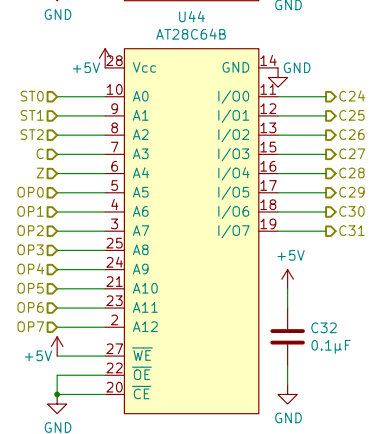 GND
GND
U44
AT28C64B
+5V 28 Vcc GND 14 GND
ST0 10 A0 I/O0 11 C24
ST1 9 A1 I/O1 12 C25
ST2 8 A2 I/O2 13 C26
C 7 A3 I/O3 15 C27
Z 6 A4 I/O4 16 C28
OP0 5 A5 I/O5 17 C29
OP1 4 A6 I/O6 18 C30
OP2 3 A7 I/O7 19 C31
OP3 25 A8
OP4 24 A9
OP5 21 A10
OP6 23 A11
OP7 2 A12
+5V
+5V 27 WE
22 OE
20 CE
C32
0.1µF
GND
GND